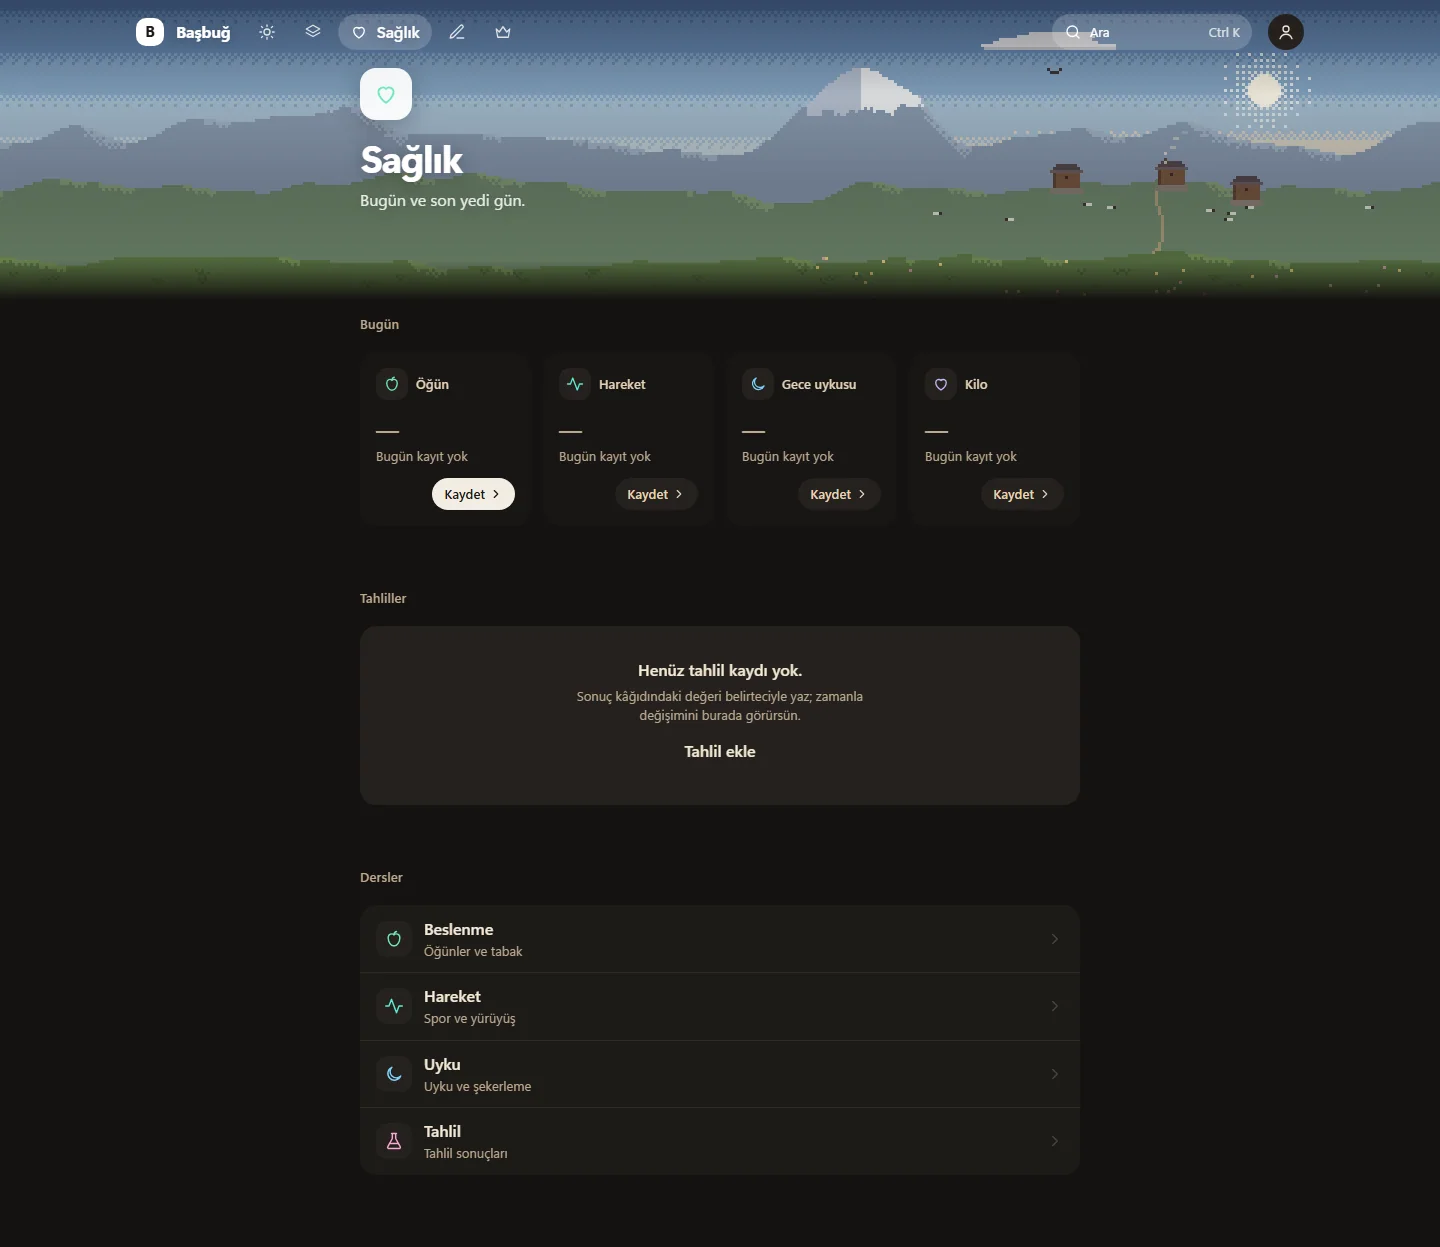 B Başbuğ Sağlık Ara Ctrl K
Sağlık
Bugün ve son yedi gün.
Bugün
Öğün
Bugün kayıt yok
Kaydet
Hareket
Bugün kayıt yok
Kaydet
Gece uykusu
Bugün kayıt yok
Kaydet
Kilo
Bugün kayıt yok
Kaydet
Tahliller
Henüz tahlil kaydı yok.
Sonuç kâğıdındaki değeri belirteciyle yaz; zamanla
değişimini burada görürsün.
Tahlil ekle
Dersler
Beslenme
Öğünler ve tabak
Hareket
Spor ve yürüyüş
Uyku
Uyku ve şekerleme
Tahlil
Tahlil sonuçları